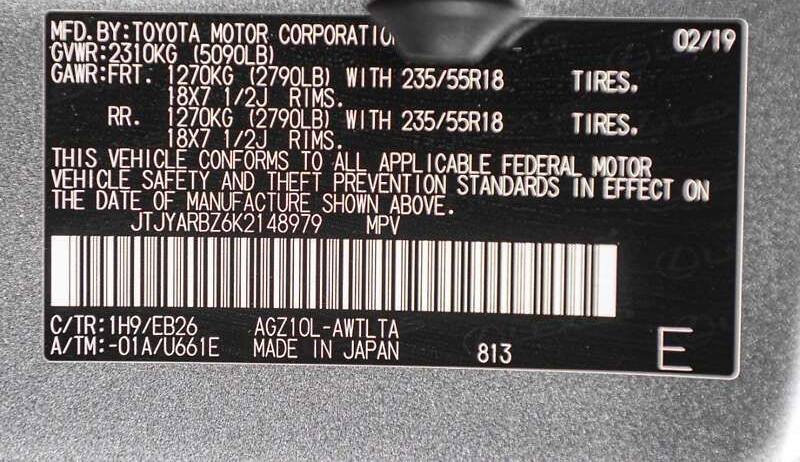 MFD. BY: TOYOTA MOTOR CORPORATIO 02/19
GVWR: 2310KG (5090LB)
GAWR: FRT. 1270KG (2790LB) WITH 235/55R18 TIRES.
18X7 1/2J RIMS.
RR. 1270KG (2790LB) WITH 235/55R18 TIRES.
18X7 1/2J RIMS.
THIS VEHICLE CONFORMS TO ALL APPLICABLE FEDERAL MOTOR
VEHICLE SAFETY AND THEFT PREVENTION STANDARDS IN EFFECT ON
THE DATE OF MANUFACTURE SHOWN ABOVE.
JTJYARBZ6K2148979 MPV
C/TR: 1H9/EB26 AGZ10L-AWTLTA
A/TM: -01A/U661E MADE IN JAPAN 813 E